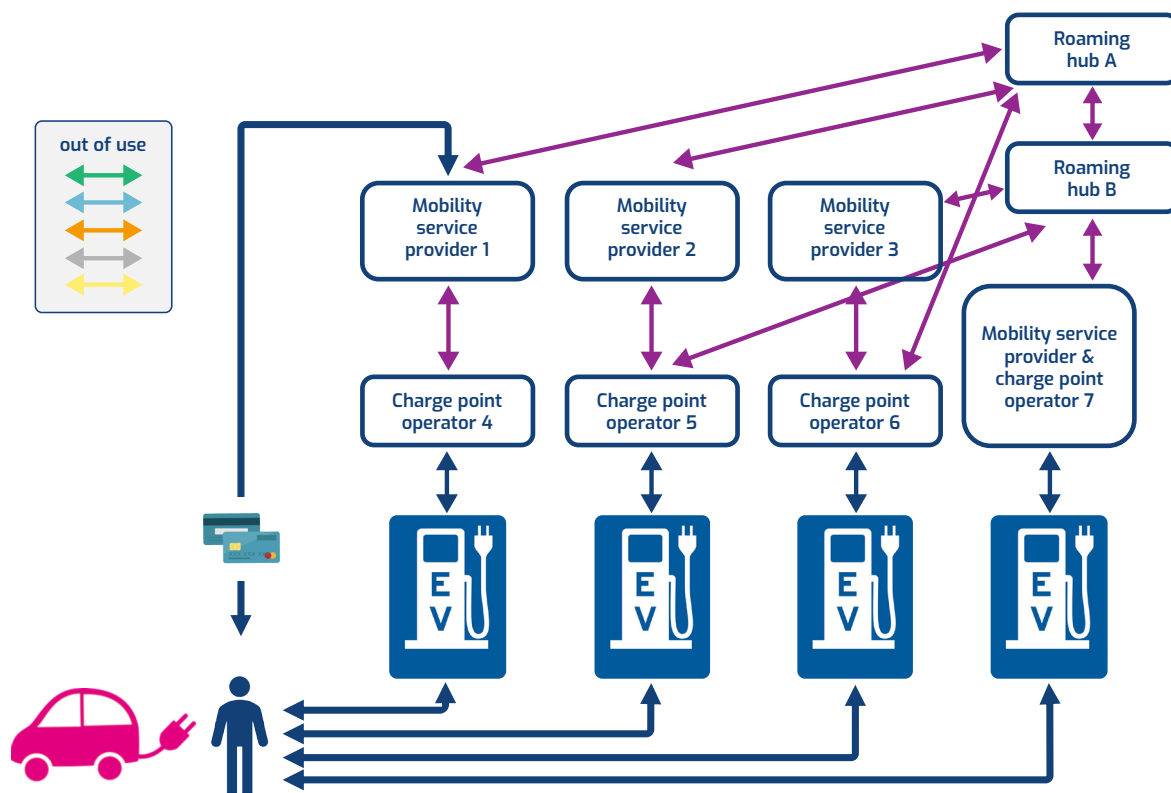 Roaming
hub A
out of use
Roaming
hub B
Mobility
service
provider 1
Mobility
service
provider 2
Mobility
service
provider 3
Mobility service
provider &
charge point
operator 7
Charge point
operator 4
Charge point
operator 5
Charge point
operator 6
E
V
E
V
E
V
E
V